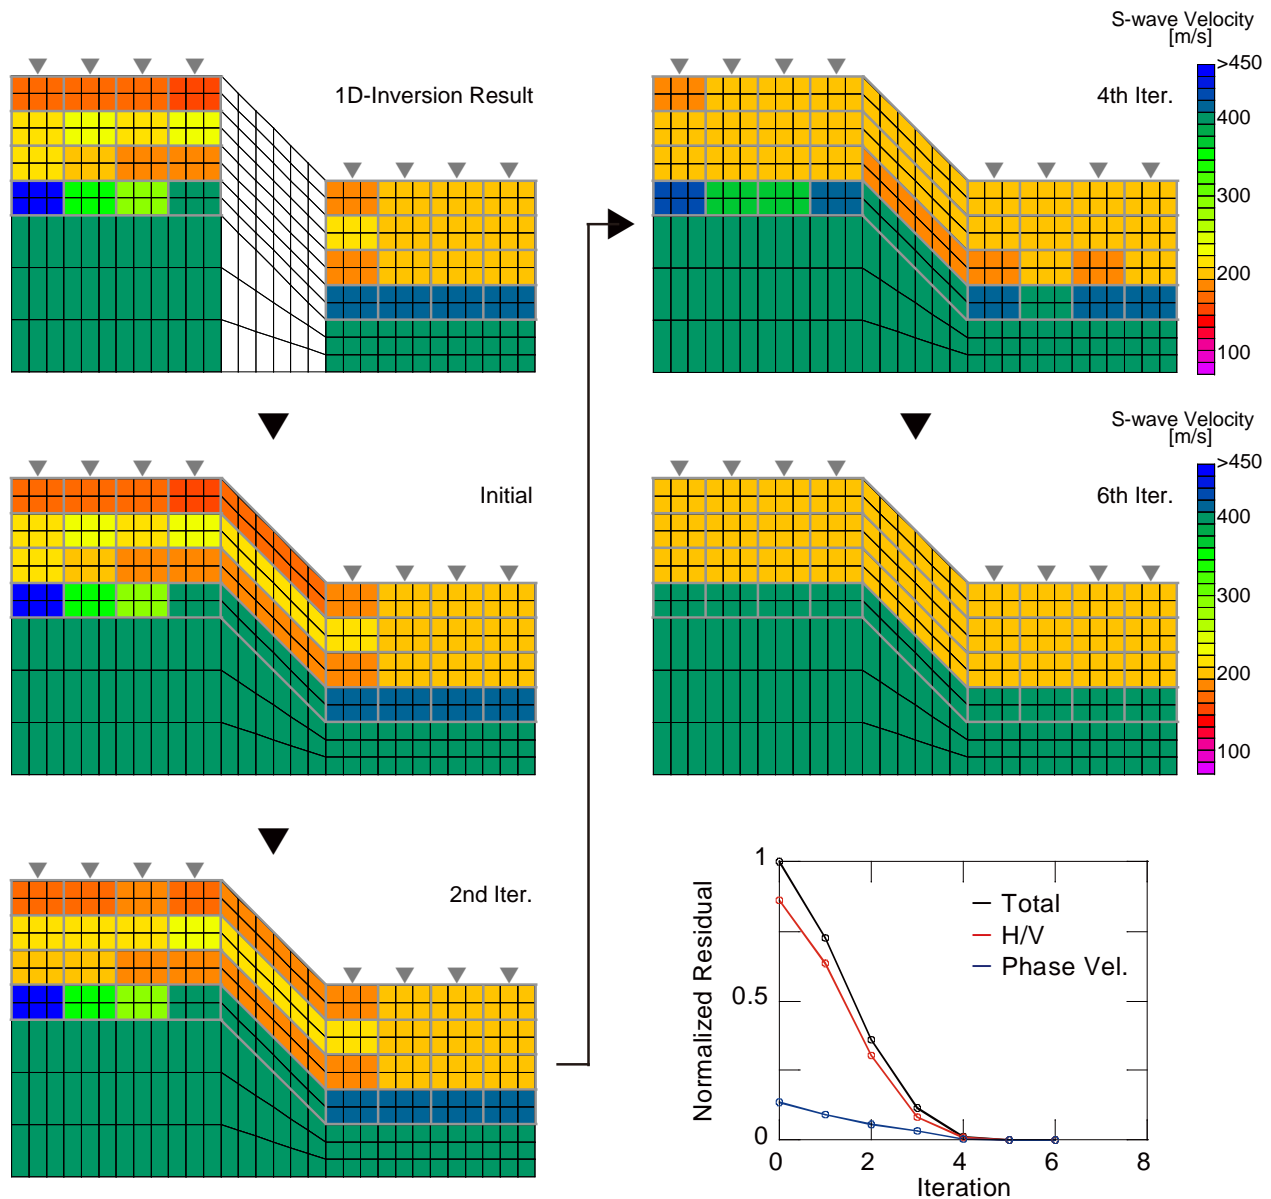 S-wave Velocity
[m/s]
>450
400
300
200
100
1D-Inversion Result
4th Iter.
S-wave Velocity
[m/s]
>450
400
300
200
100
Initial
6th Iter.
2nd Iter.
1
0.5
0
Normalized Residual
Total
H/V
Phase Vel.
0 2 4 6 8
Iteration